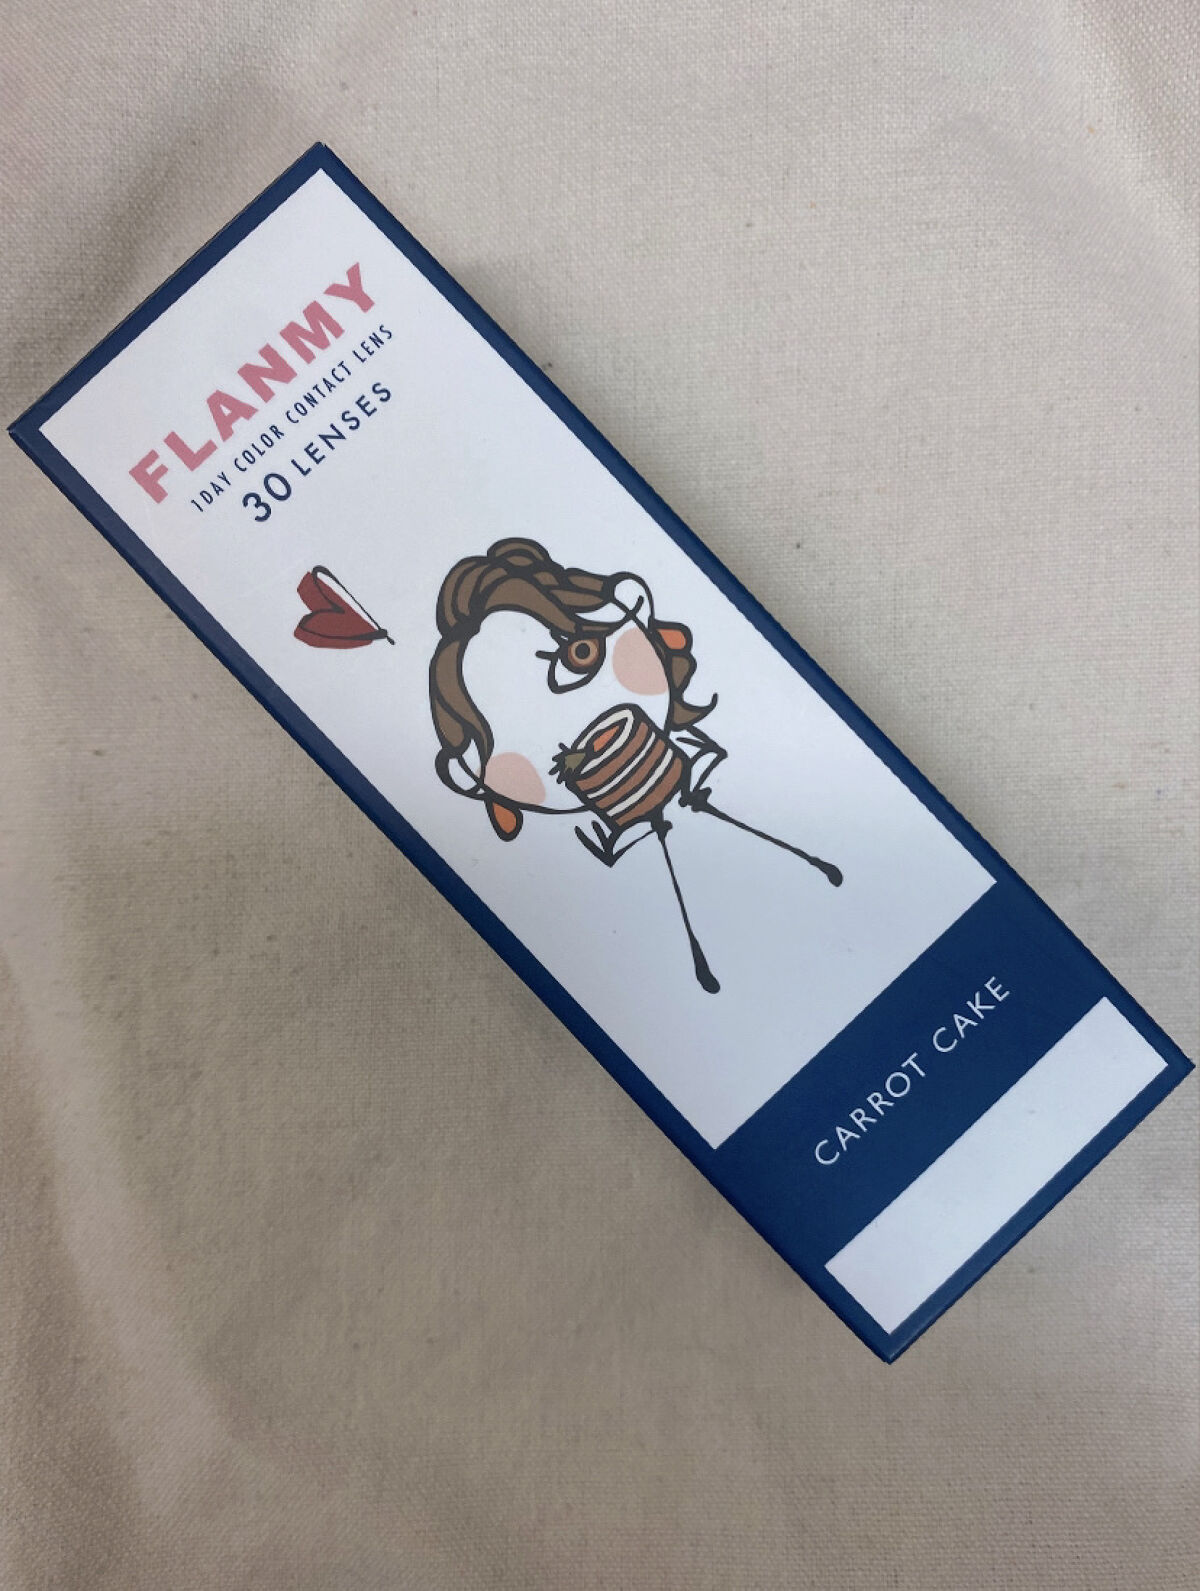 FLANMY
1DAY COLOR CONTACT LENS
30 LENSES
CARROT CAKE